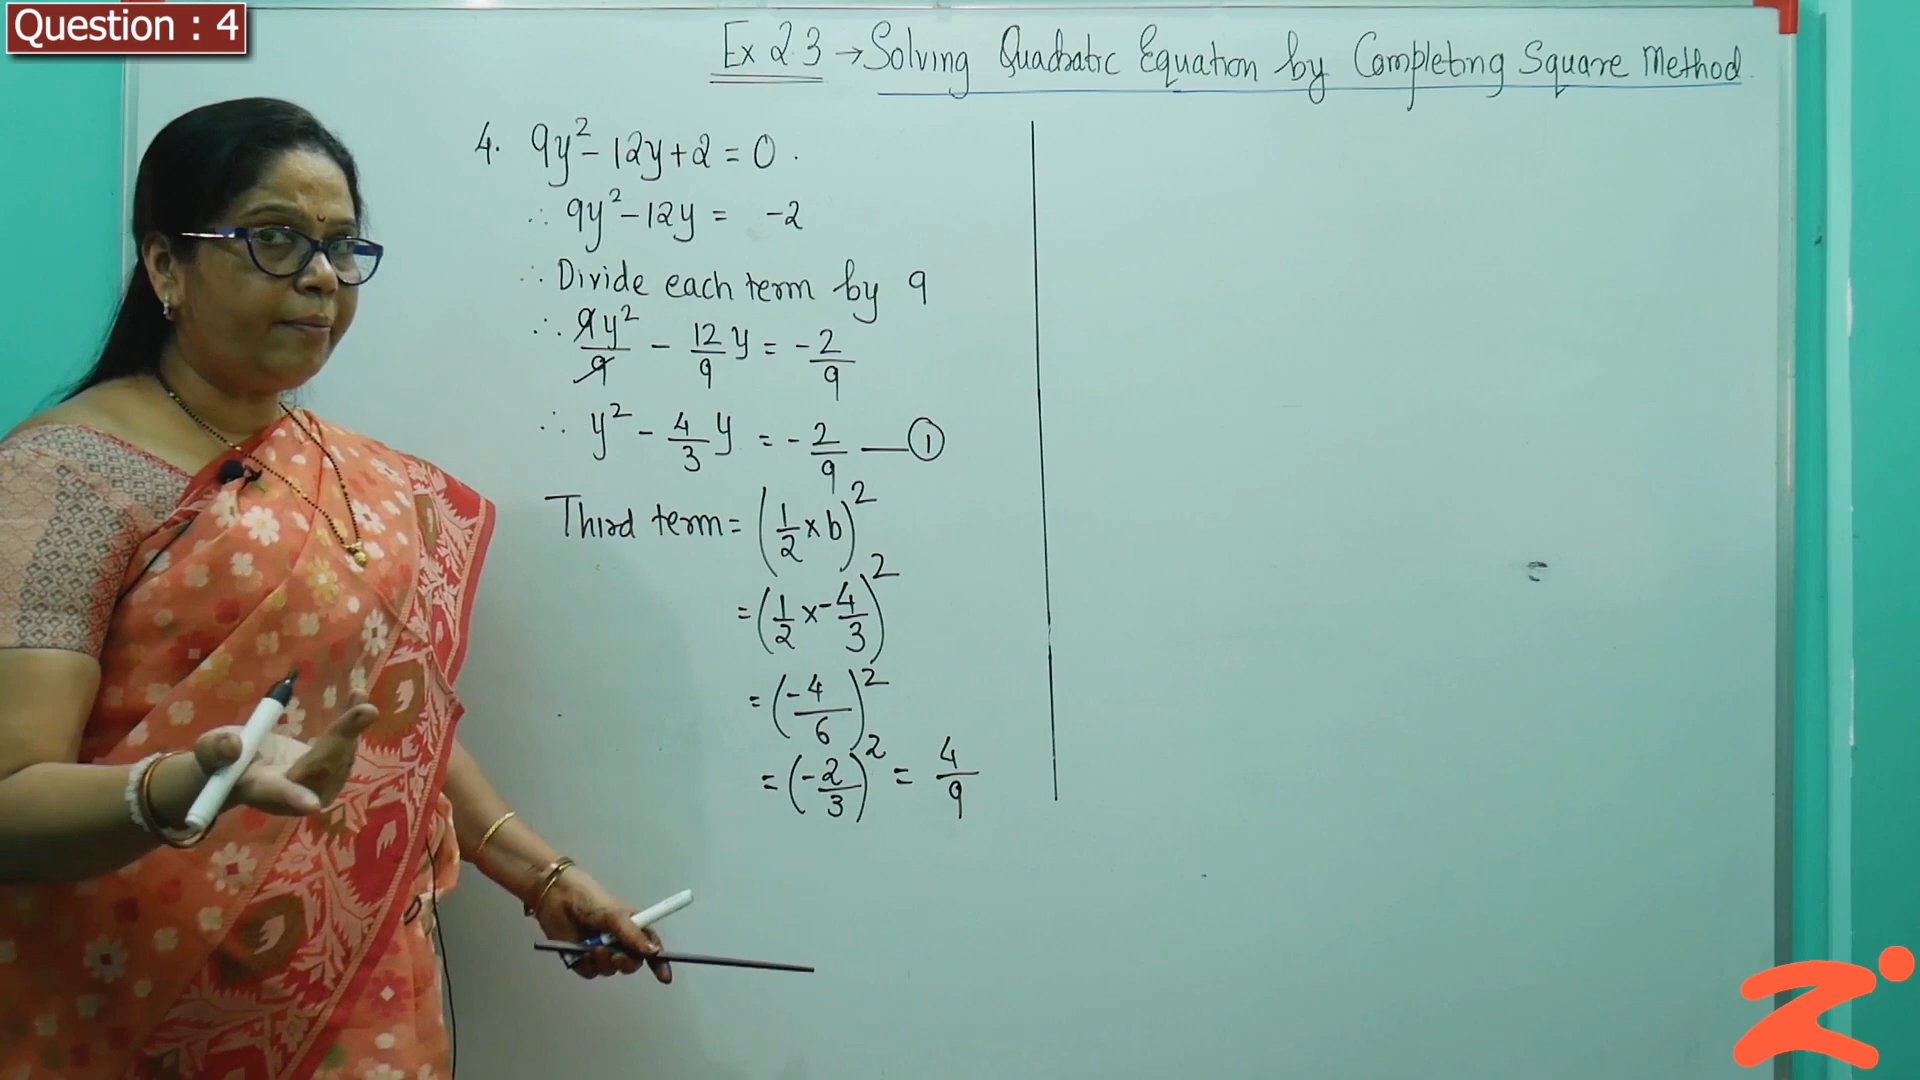 Question : 4
Ex 2.3 → Solving Quadratic Equation by Completing Square Method.
4. 9y² - 12y + 2 = 0.
∴ 9y² - 12y = -2
∴ Divide each term by 9
∴ 9y²/9 - 12/9 y = -2/9
∴ y² - 4/3 y = -2/9 — ①
Third term = (1/2 × b)²
= (1/2 × -4/3)²
= (-4/6)²
= (-2/3)² = 4/9